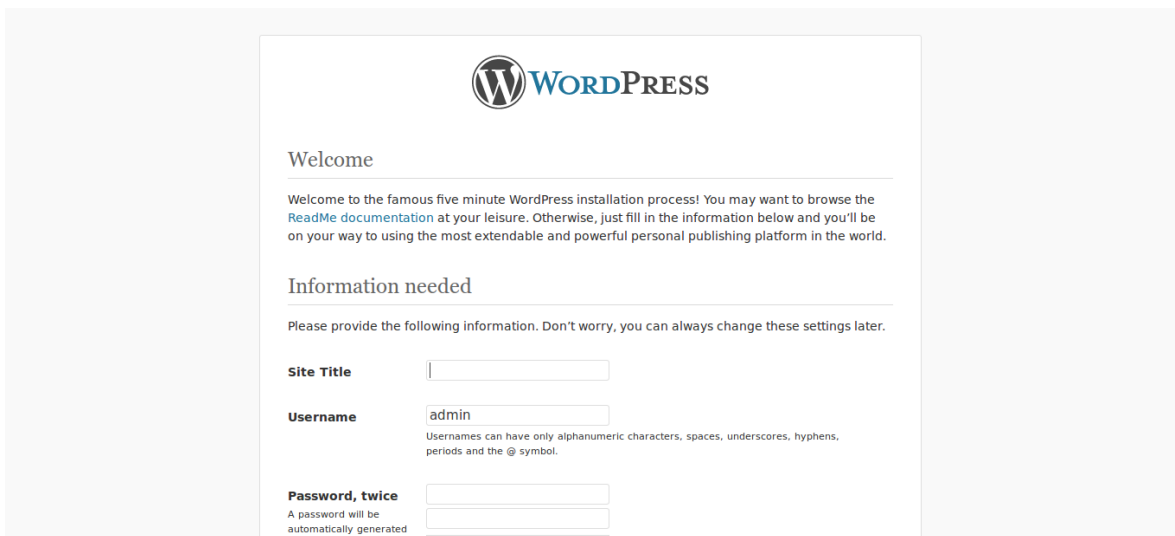 WORDPRESS
Welcome
Welcome to the famous five minute WordPress installation process! You may want to browse the
ReadMe documentation at your leisure. Otherwise, just fill in the information below and you’ll be
on your way to using the most extendable and powerful personal publishing platform in the world.
Information needed
Please provide the following information. Don’t worry, you can always change these settings later.
Site Title
Username
admin
Usernames can have only alphanumeric characters, spaces, underscores, hyphens,
periods and the @ symbol.
Password, twice
A password will be
automatically generated